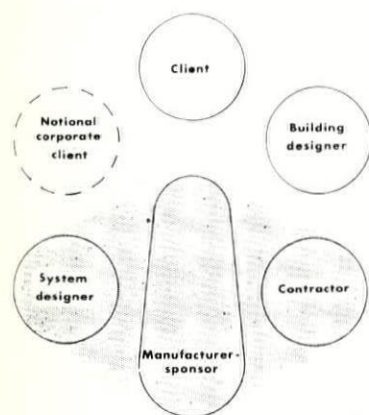 Client
Notional
corporate
client
Building
designer
System
designer
Contractor
Manufacturer-
sponsor